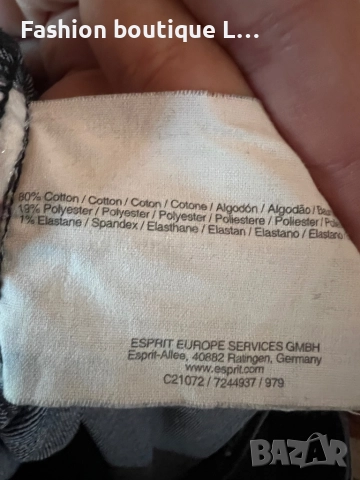 Fashion boutique L...
80% Cotton / Cotton / Coton / Cotone / Algodón / Algodão /
19% Polyester / Polyester / Polyester / Poliestere / Poliester /
1% Elastane / Spandex / Elasthane / Elastan / Elastano / Elastano
ESPRIT EUROPE SERVICES GMBH
Esprit-Allee, 40882 Ratingen, Germany
www.esprit.com
C21072 / 7244937 / 979
BAZAR